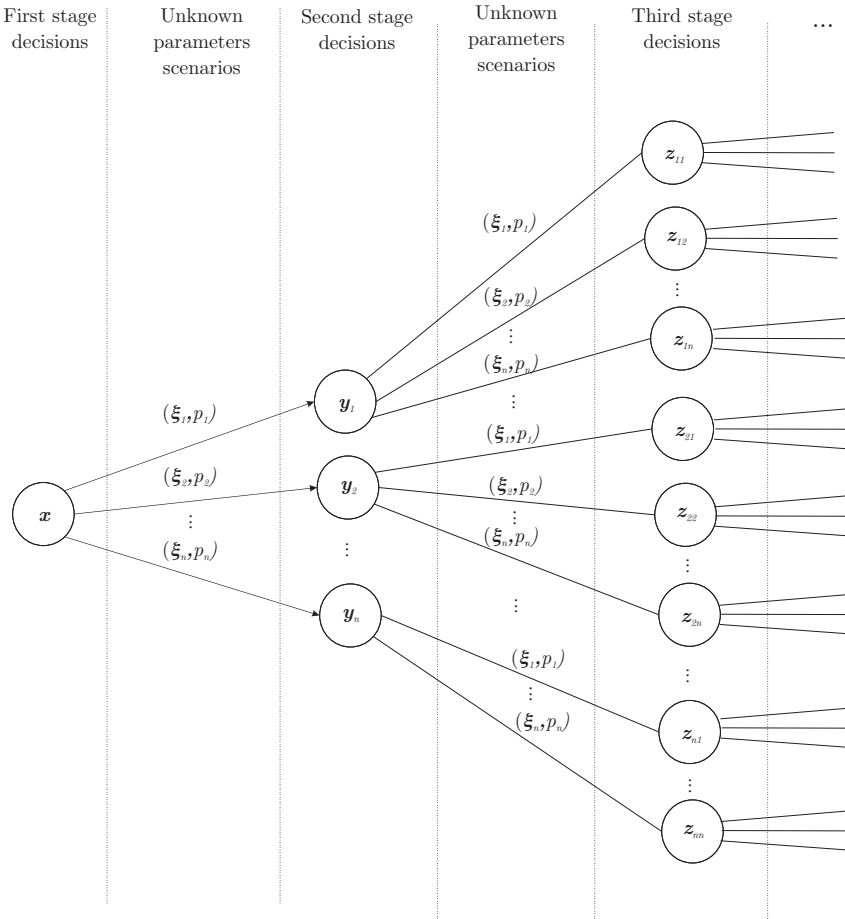 First stage
decisions
Unknown
parameters
scenarios
Second stage
decisions
Unknown
parameters
scenarios
Third stage
decisions
...
x
(ξ₁,p₁)
(ξ₂,p₂)
⋮
(ξₙ,pₙ)
y₁
y₂
⋮
yₙ
(ξ₁,p₁)
(ξ₂,p₂)
⋮
(ξₙ,pₙ)
⋮
(ξ₁,p₁)
(ξ₂,p₂)
⋮
(ξₙ,pₙ)
⋮
(ξ₁,p₁)
⋮
(ξₙ,pₙ)
z₁₁
z₁₂
⋮
z₁ₙ
z₂₁
z₂₂
⋮
z₂ₙ
⋮
zₙ₁
⋮
zₙₙ